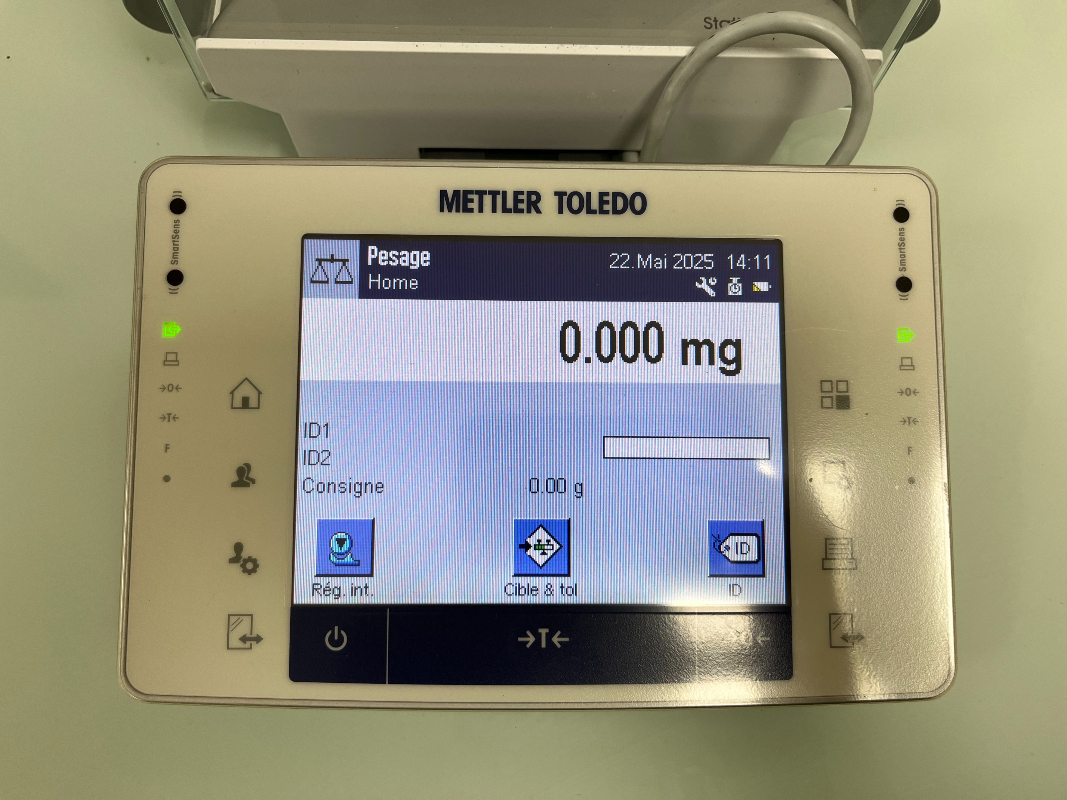 METTLER TOLEDO
SmartSens
SmartSens
Pesage
22.Mai 2025 14:11
Home
0.000 mg
→0←
→0←
→T←
→T←
F
F
ID1
ID2
Consigne 0.00 g
ID
Rég. int. Cible & tol ID
→T←